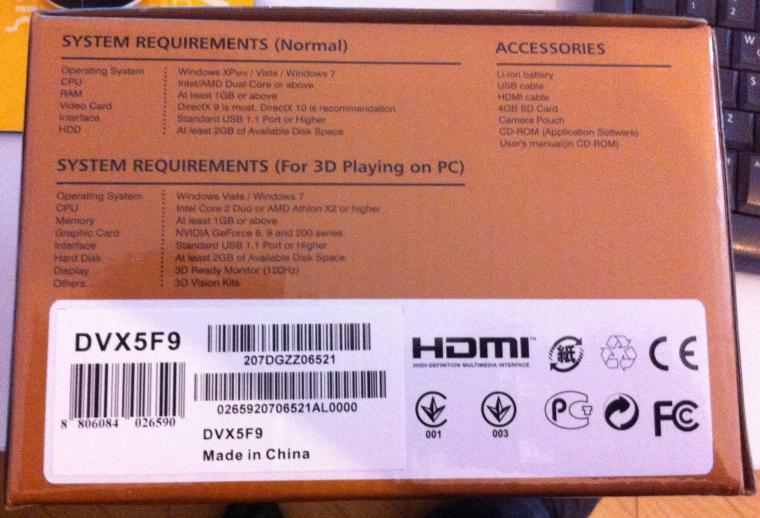 SYSTEM REQUIREMENTS (Normal)
Operating System Windows XP / Vista / Windows 7
CPU Intel/AMD Dual-Core or above
RAM At least 1GB or above
Video Card DirectX 9 is must. DirectX 10 is recommendation
Interface Standard USB 1.1 Port or Higher
HDD At least 2GB of Available Disk Space
ACCESSORIES
Li-ion battery
USB cable
HDMI cable
4GB SD Card
Camera Pouch
CD-ROM (Application Software)
User's manual(in CD-ROM)
SYSTEM REQUIREMENTS (For 3D Playing on PC)
Operating System Windows Vista / Windows 7
CPU Intel Core 2 Duo or AMD Athlon X2 or higher
Memory At least 1GB or above
Graphic Card NVIDIA GeForce 8, 9 and 200 series
Interface Standard USB 1.1 Port or Higher
Hard Disk At least 2GB of Available Disk Space
Display 3D Ready Monitor (120Hz)
Others 3D Vision Kits
DVX5F9
207DGZZ06521
8 806084 026590
0265920706521AL0000
DVX5F9
Made in China
HDMI™
HIGH-DEFINITION MULTIMEDIA INTERFACE
紙
CE
001
003
FC